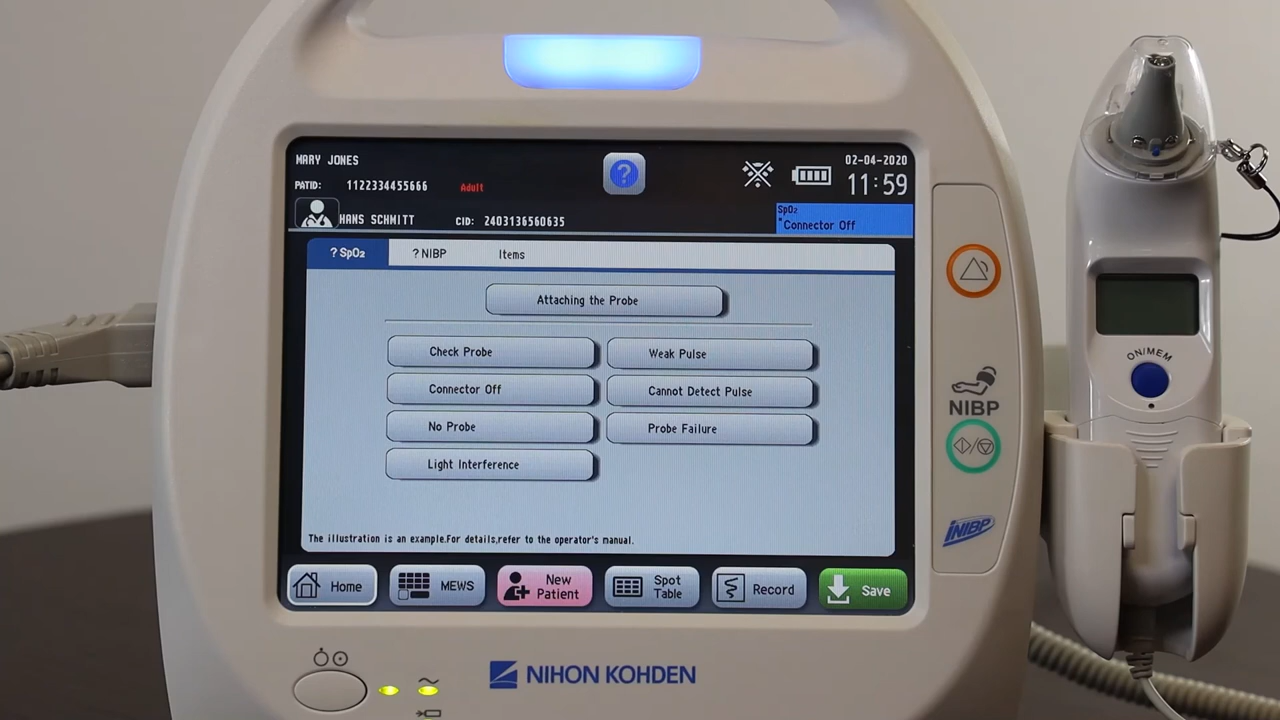 MARY JONES
PATID: 1122334455666 Adult
?
02-04-2020
11:59
HANS SCHMITT CID: 2403136560635
SpO₂
*Connector Off
? SpO₂ ? NIBP Items
Attaching the Probe
Check Probe Weak Pulse
Connector Off Cannot Detect Pulse
No Probe Probe Failure
Light Interference
The illustration is an example.For details,refer to the operator's manual.
Home MEWS New Patient Spot Table Record Save
NIBP
iNIBP
NIHON KOHDEN
ON/MEM